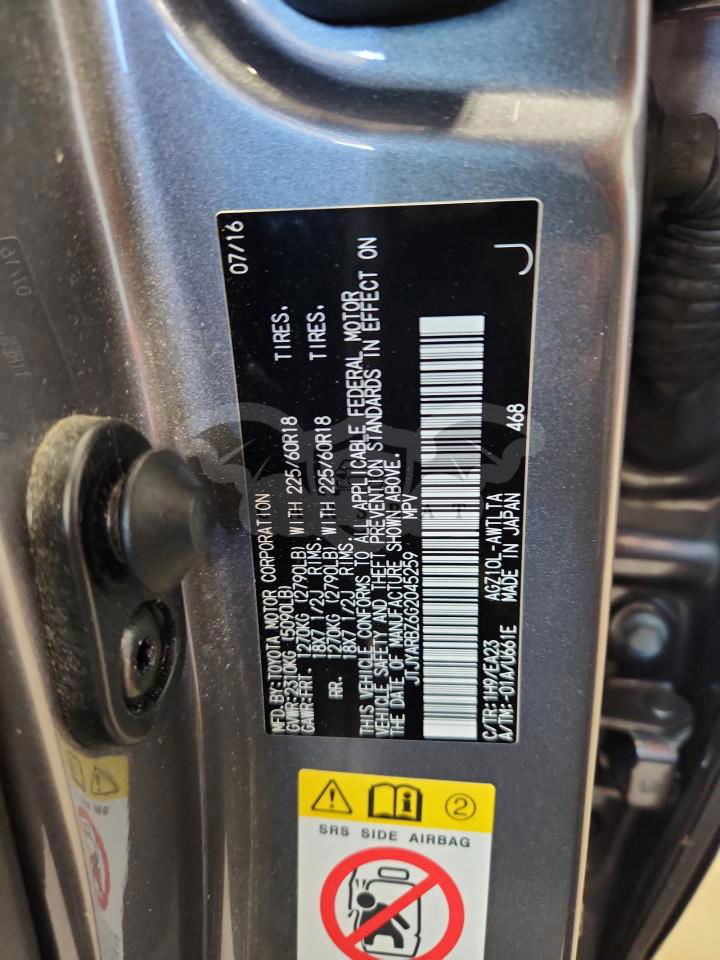 MFD.BY:TOYOTA MOTOR CORPORATION 07/16
GVWR:2310KG (5090LB)
GAWR:FRT. 1270KG (2790LB) WITH 225/60R18 TIRES.
18X7 1/2J RIMS.
RR. 1270KG (2790LB) WITH 225/60R18 TIRES.
18X7 1/2J RIMS.
THIS VEHICLE CONFORMS TO ALL APPLICABLE FEDERAL MOTOR
VEHICLE SAFETY AND THEFT PREVENTION STANDARDS IN EFFECT ON
THE DATE OF MANUFACTURE SHOWN ABOVE.
JTJYARBZ6G2045259 MPV
468
C/TR:1H9/EA23 AGZ10L-AWTLTA
A/TM:-01A/U661E MADE IN JAPAN
J
2
SRS SIDE AIRBAG